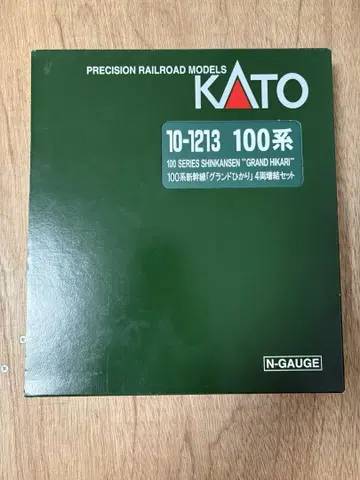 PRECISION RAILROAD MODELS
KATO
10-1213 100系
100 SERIES SHINKANSEN "GRAND HIKARI"
100系新幹線「グランドひかり」4両増結セット
N-GAUGE